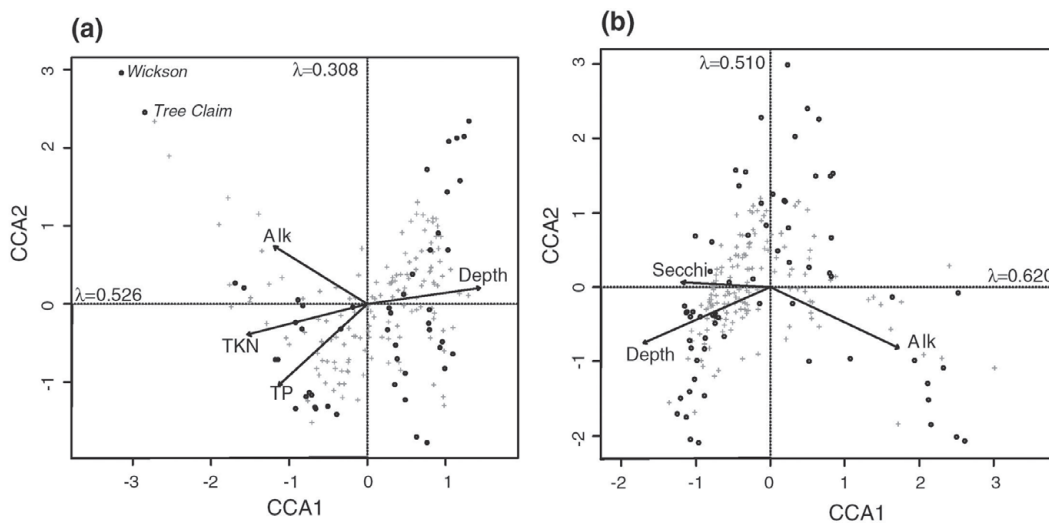 (a)
(b)
λ=0.308
Wickson
Tree Claim
Alk
Depth
λ=0.526
TKN
TP
CCA2
3
2
1
0
-1
-3
-2
-1
0
1
CCA1
λ=0.510
Secchi
λ=0.620
Depth
Alk
CCA2
3
2
1
0
-1
-2
-2
-1
0
1
2
3
CCA1